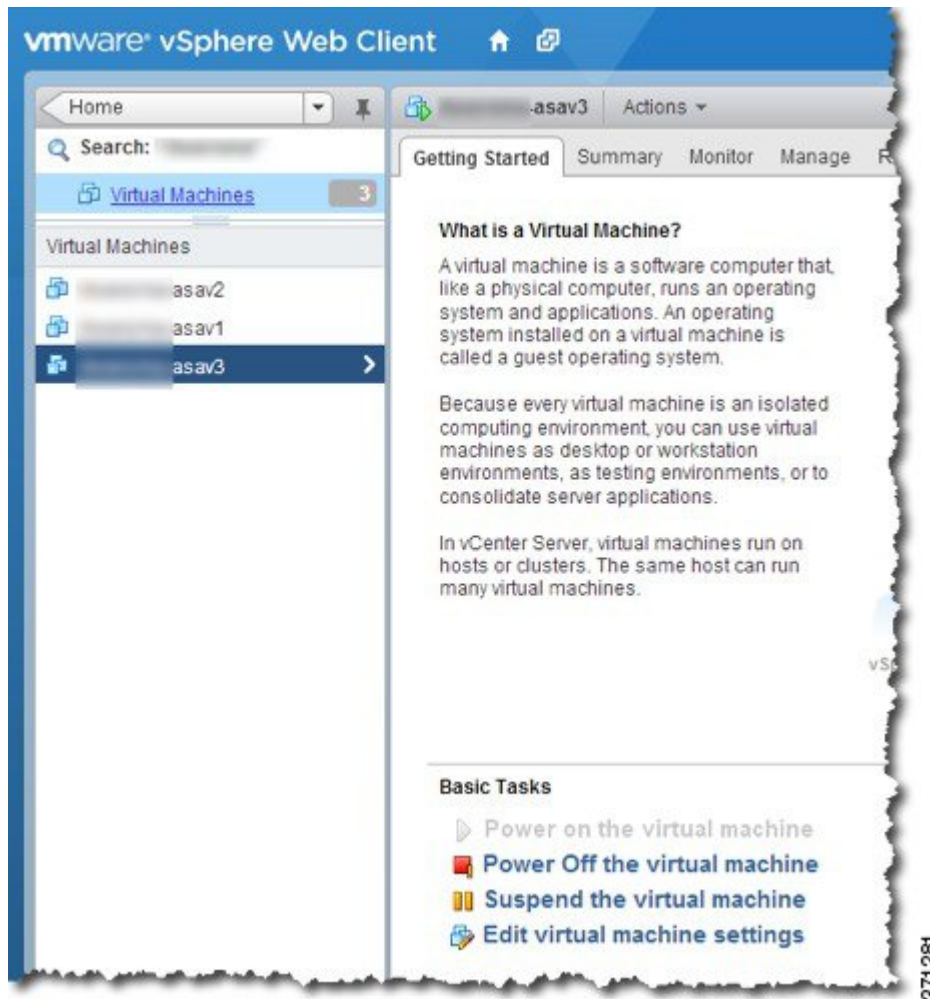 vmware® vSphere Web Client
Home
asav3
Actions
Search:
Virtual Machines
3
Getting Started
Summary
Monitor
Manage
R
Virtual Machines
asav2
asav1
asav3
What is a Virtual Machine?
A virtual machine is a software computer that,
like a physical computer, runs an operating
system and applications. An operating
system installed on a virtual machine is
called a guest operating system.
Because every virtual machine is an isolated
computing environment, you can use virtual
machines as desktop or workstation
environments, as testing environments, or to
consolidate server applications.
In vCenter Server, virtual machines run on
hosts or clusters. The same host can run
many virtual machines.
vSp
Basic Tasks
Power on the virtual machine
Power Off the virtual machine
Suspend the virtual machine
Edit virtual machine settings
271281